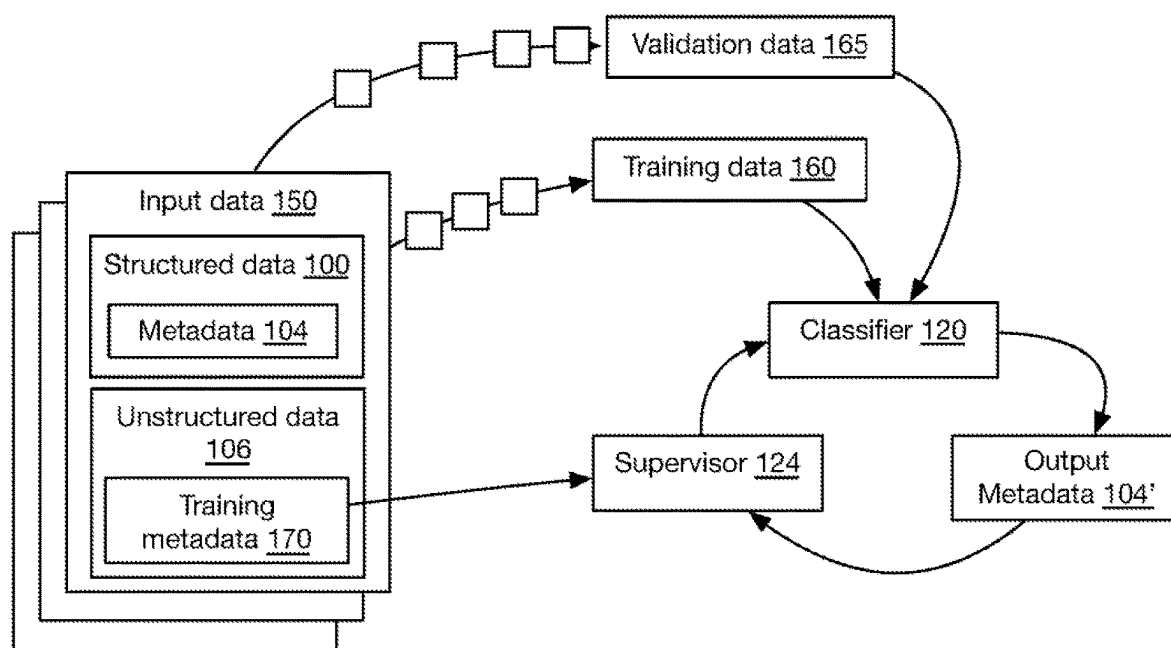 Validation data 165
Training data 160
Input data 150
Structured data 100
Metadata 104
Classifier 120
Unstructured data
106
Training
metadata 170
Supervisor 124
Output
Metadata 104'